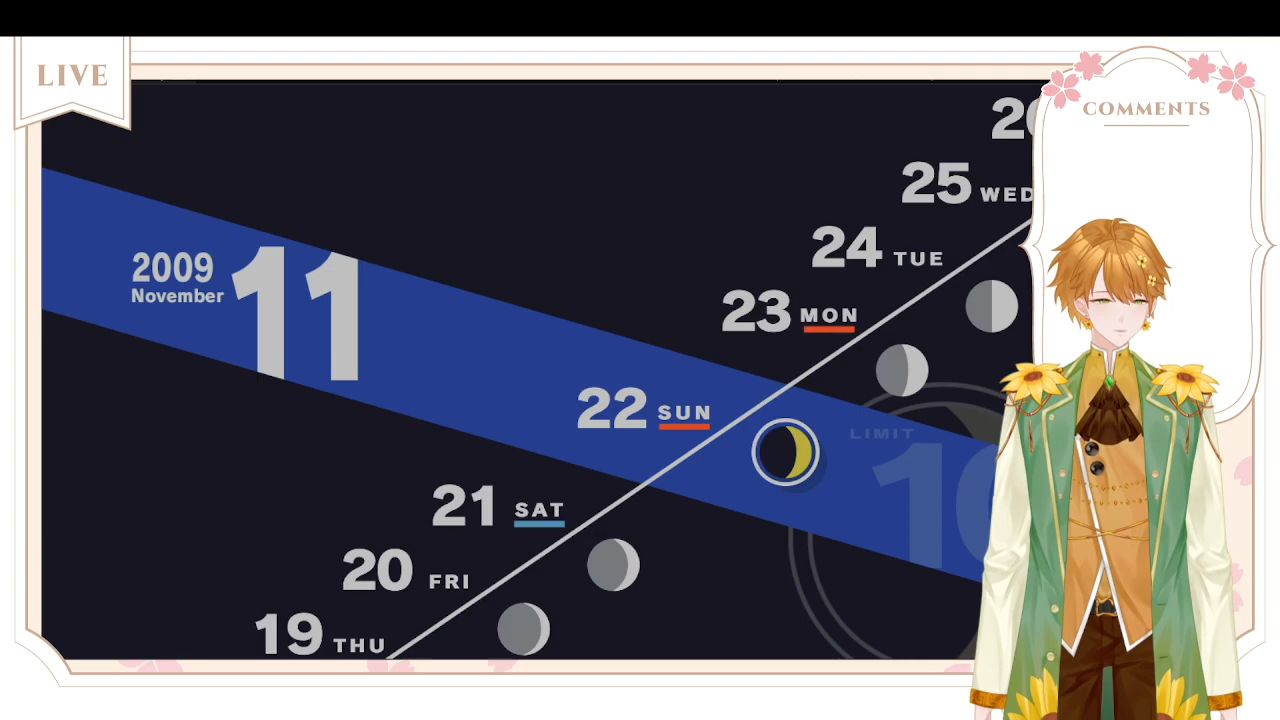 LIVE
COMMENTS
2009
November
11
26
25 WED
24 TUE
23 MON
22 SUN
21 SAT
20 FRI
19 THU
LIMIT